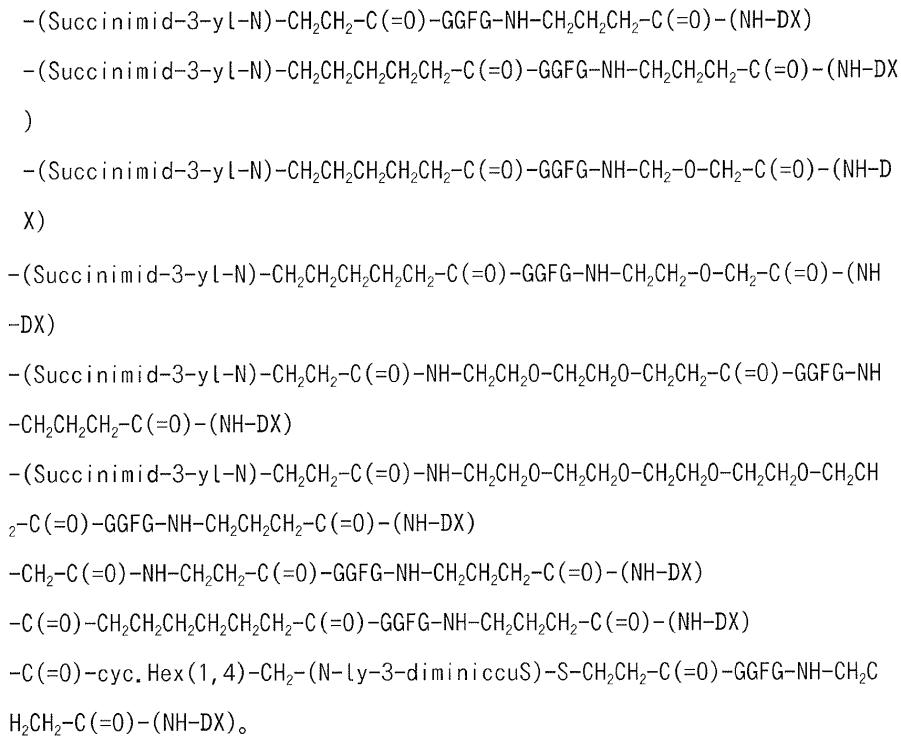 -(Succinimid-3-yl-N)-CH₂CH₂-C(=O)-GGFG-NH-CH₂CH₂CH₂-C(=O)-(NH-DX)
-(Succinimid-3-yl-N)-CH₂CH₂CH₂CH₂CH₂-C(=O)-GGFG-NH-CH₂CH₂CH₂-C(=O)-(NH-DX
)
-(Succinimid-3-yl-N)-CH₂CH₂CH₂CH₂CH₂-C(=O)-GGFG-NH-CH₂-O-CH₂-C(=O)-(NH-D
X)
-(Succinimid-3-yl-N)-CH₂CH₂CH₂CH₂CH₂-C(=O)-GGFG-NH-CH₂CH₂-O-CH₂-C(=O)-(NH
-DX)
-(Succinimid-3-yl-N)-CH₂CH₂-C(=O)-NH-CH₂CH₂O-CH₂CH₂O-CH₂CH₂-C(=O)-GGFG-NH
-CH₂CH₂CH₂-C(=O)-(NH-DX)
-(Succinimid-3-yl-N)-CH₂CH₂-C(=O)-NH-CH₂CH₂O-CH₂CH₂O-CH₂CH₂O-CH₂CH₂O-CH₂CH
₂-C(=O)-GGFG-NH-CH₂CH₂CH₂-C(=O)-(NH-DX)
-CH₂-C(=O)-NH-CH₂CH₂-C(=O)-GGFG-NH-CH₂CH₂CH₂-C(=O)-(NH-DX)
-C(=O)-CH₂CH₂CH₂CH₂CH₂CH₂-C(=O)-GGFG-NH-CH₂CH₂CH₂-C(=O)-(NH-DX)
-C(=O)-cyc.Hex(1,4)-CH₂-(N-ly-3-diminiccuS)-S-CH₂CH₂-C(=O)-GGFG-NH-CH₂C
H₂CH₂-C(=O)-(NH-DX)。